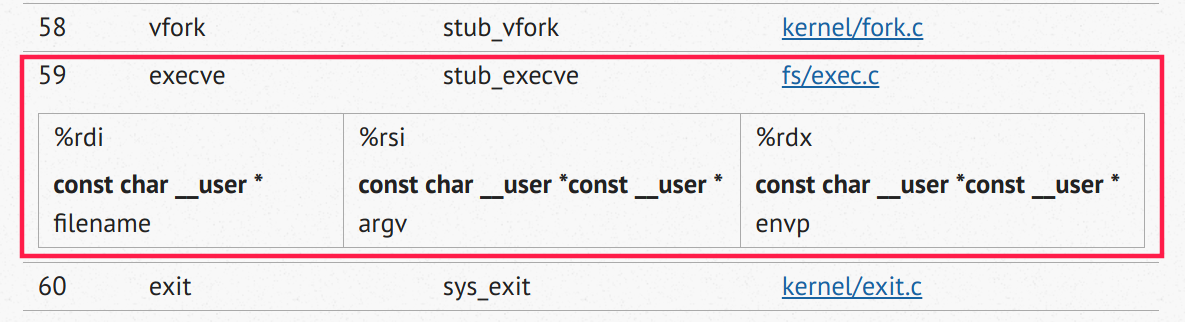 58 vfork stub_vfork kernel/fork.c
59 execve stub_execve fs/exec.c
%rdi %rsi %rdx
const char __user * const char __user *const __user * const char __user *const __user *
filename argv envp
60 exit sys_exit kernel/exit.c